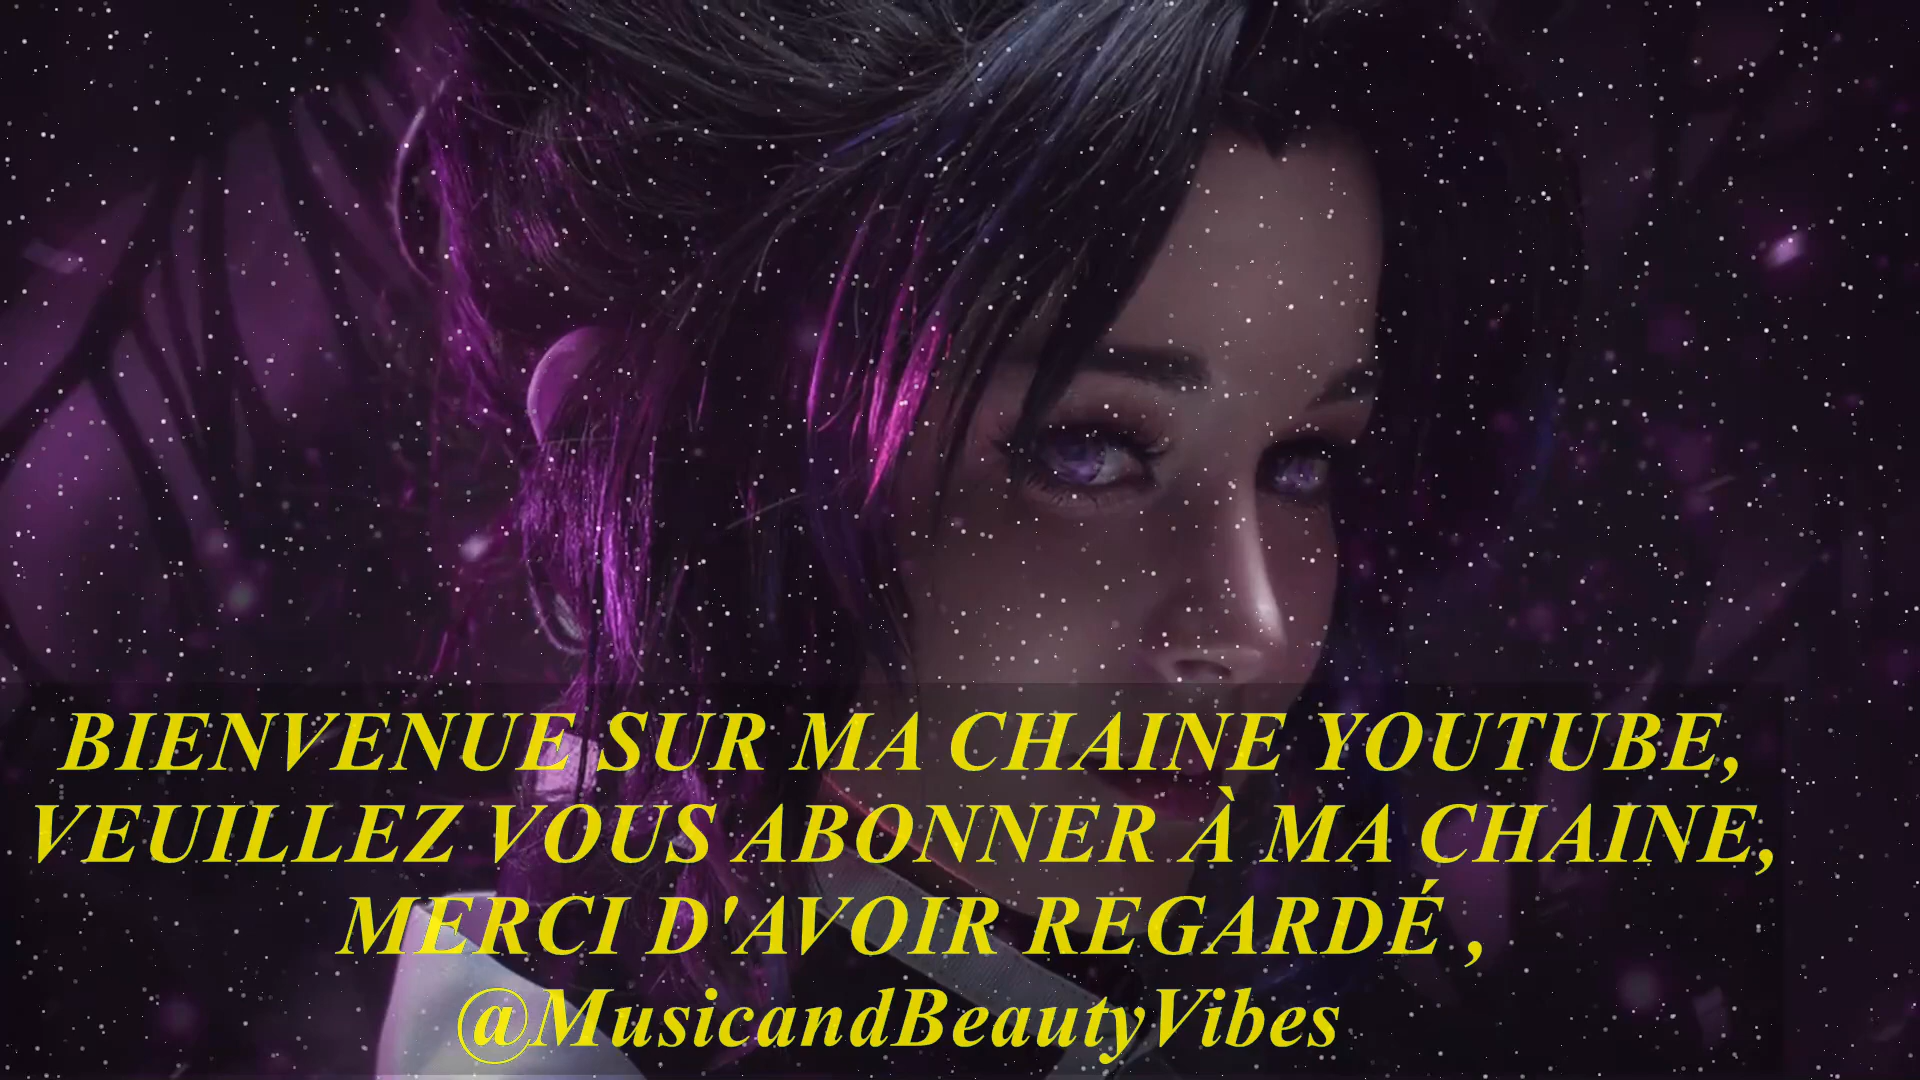 BIENVENUE SUR MA CHAINE YOUTUBE,
VEUILLEZ VOUS ABONNER À MA CHAINE,
MERCI D'AVOIR REGARDÉ ,
@MusicandBeautyVibes